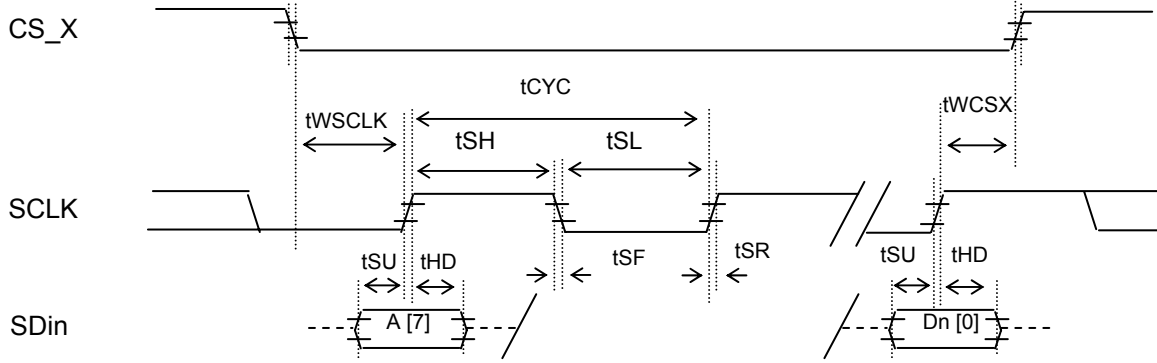 CS_X
tCYC
tWSCLK
tWCSX
tSH
tSL
SCLK
tSU
tHD
tSF
tSR
tSU
tHD
SDin
A [7]
Dn [0]